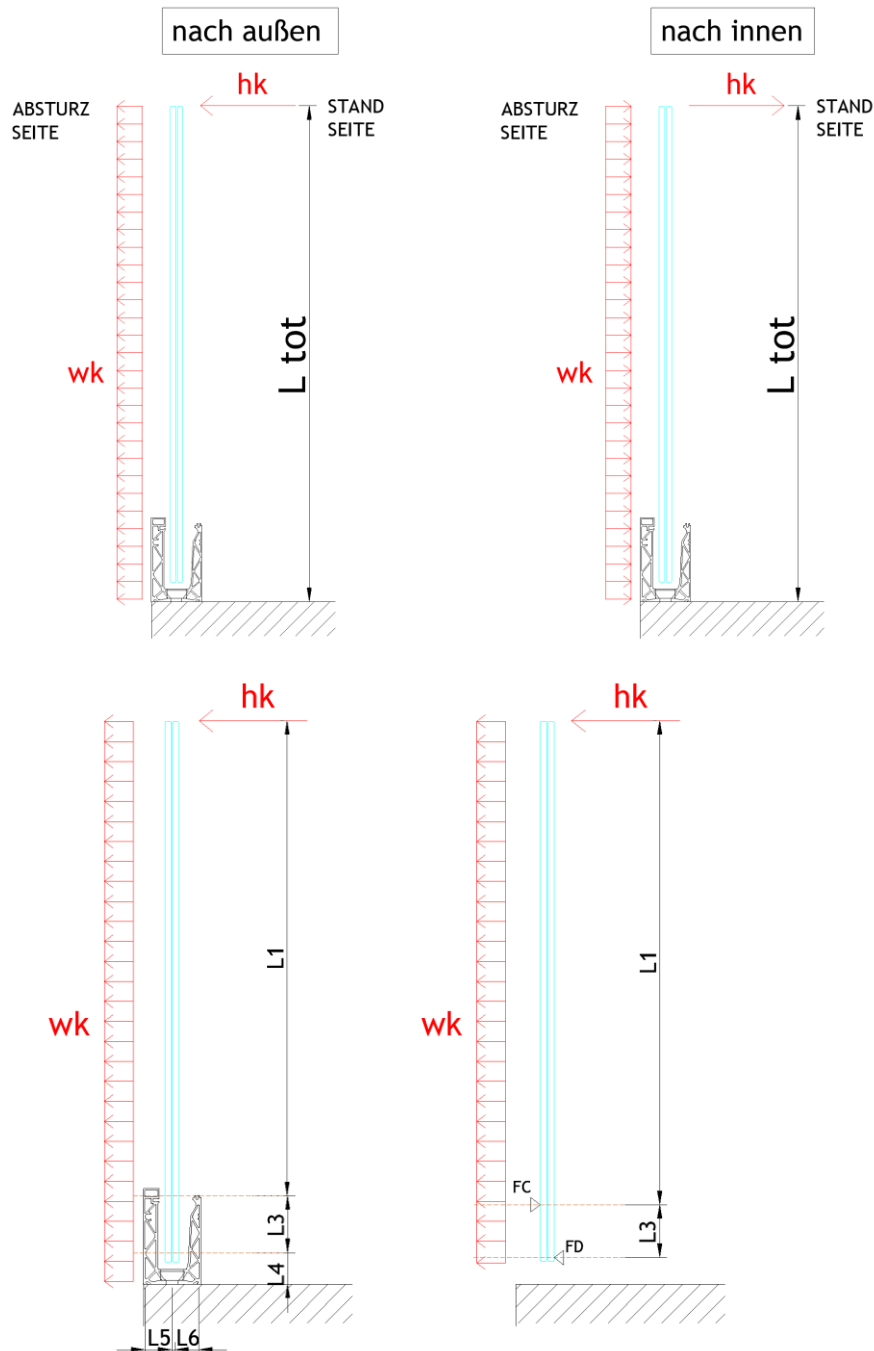 nach außen
nach innen
hk
hk
ABSTURZ
SEITE
STAND
SEITE
ABSTURZ
SEITE
STAND
SEITE
L tot
L tot
wk
wk
hk
hk
L1
L1
wk
wk
FC
L3
L3
FD
L4
L5
L6